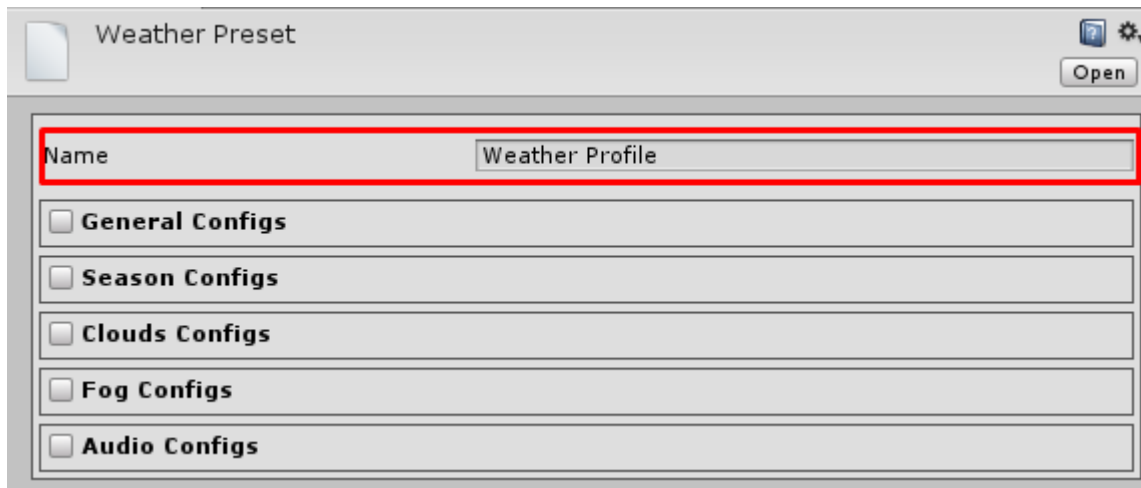 Weather Preset
Open
Name Weather Profile
General Configs
Season Configs
Clouds Configs
Fog Configs
Audio Configs